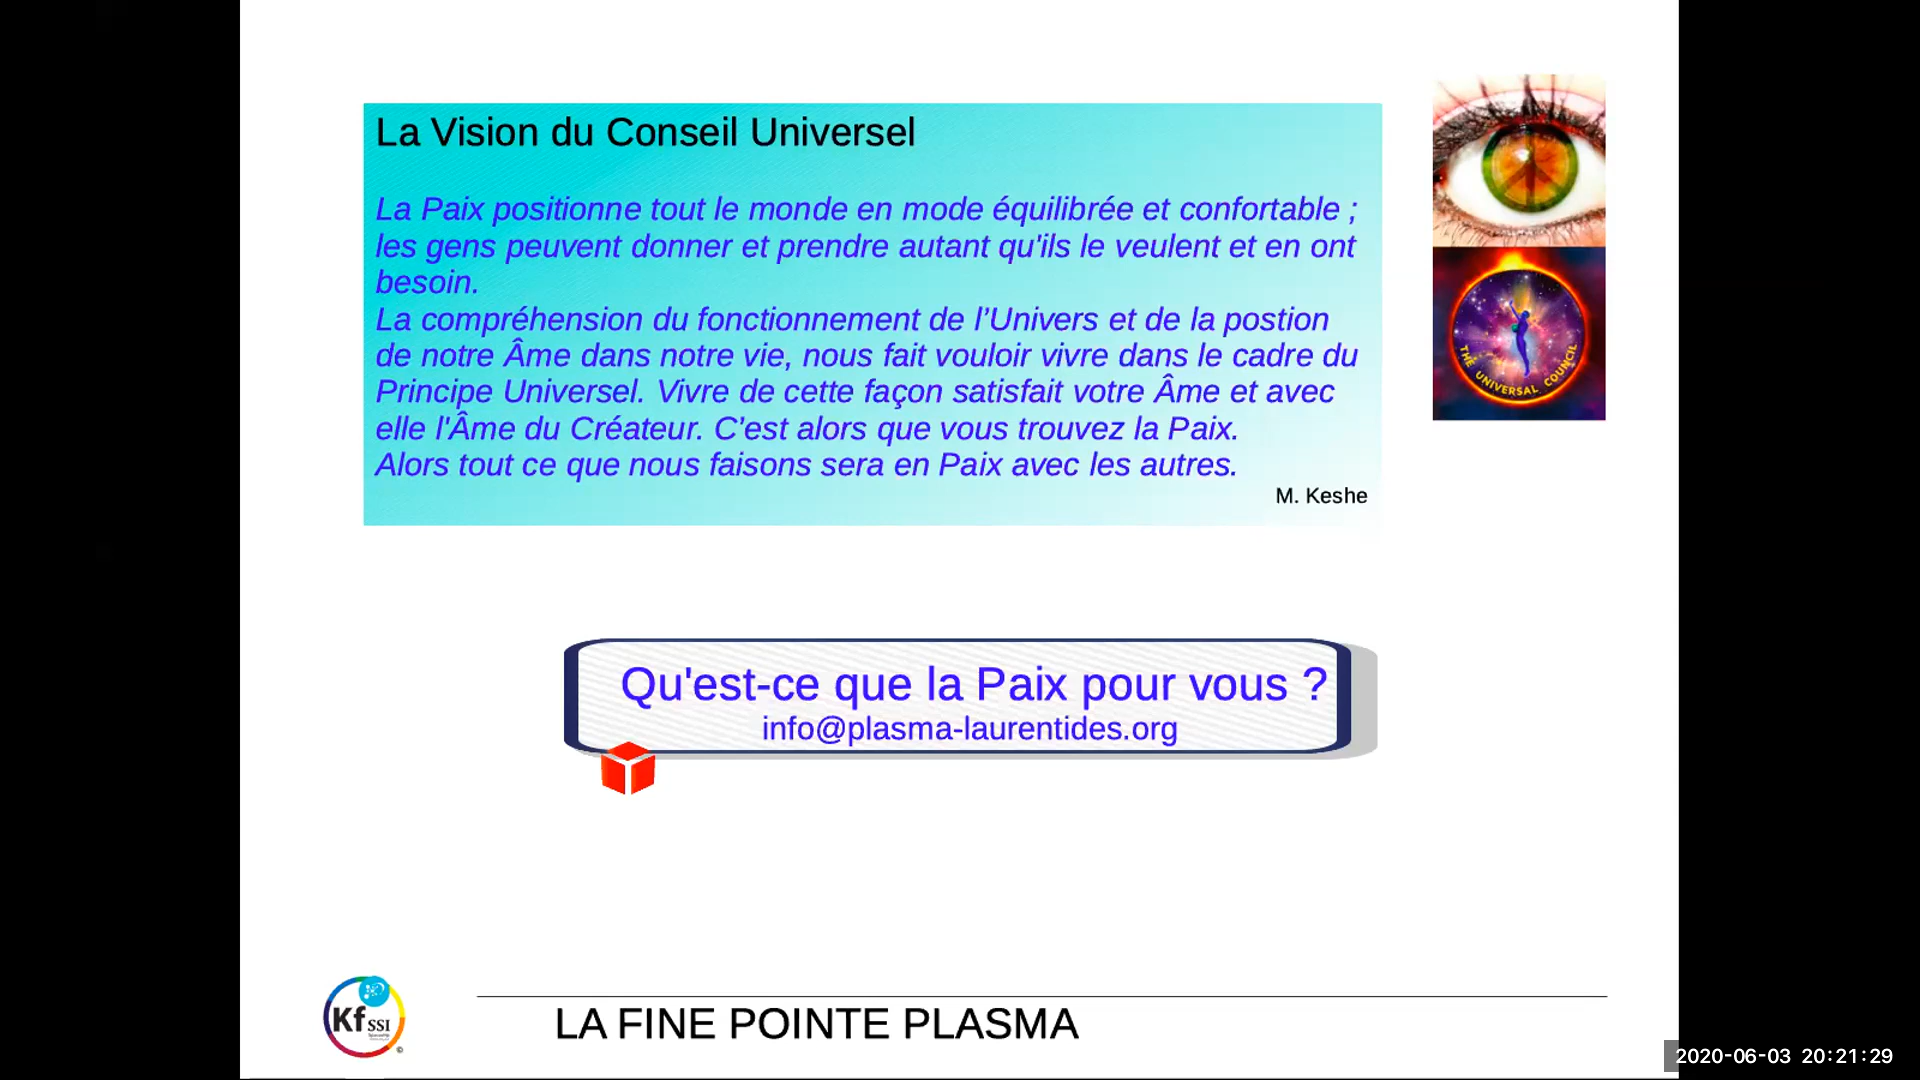 La Vision du Conseil Universel
La Paix positionne tout le monde en mode équilibrée et confortable ;
les gens peuvent donner et prendre autant qu'ils le veulent et en ont
besoin.
La compréhension du fonctionnement de l’Univers et de la postion
de notre Âme dans notre vie, nous fait vouloir vivre dans le cadre du
Principe Universel. Vivre de cette façon satisfait votre Âme et avec
elle l'Âme du Créateur. C’est alors que vous trouvez la Paix.
Alors tout ce que nous faisons sera en Paix avec les autres.
M. Keshe
THE UNIVERSAL COUNCIL
Qu'est-ce que la Paix pour vous ?
info@plasma-laurentides.org
Kf SSI
©
LA FINE POINTE PLASMA
2020-06-03 20:21:29